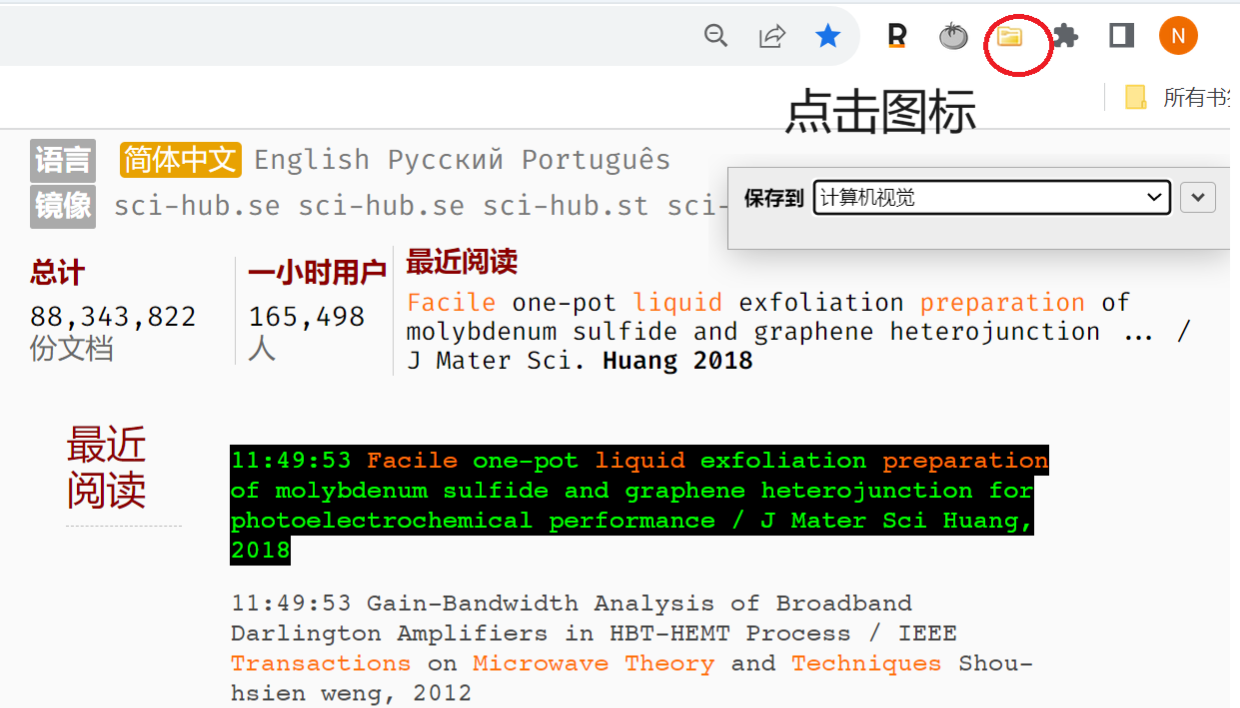 R
N
所有书
点击图标
语言 简体中文 English Русский Português
镜像 sci-hub.se sci-hub.se sci-hub.st sci-
保存到 计算机视觉
总计
88,343,822
份文档
一小时用户
165,498
人
最近阅读
Facile one-pot liquid exfoliation preparation of
molybdenum sulfide and graphene heterojunction ... /
J Mater Sci. Huang 2018
最近
阅读
11:49:53 Facile one-pot liquid exfoliation preparation
of molybdenum sulfide and graphene heterojunction for
photoelectrochemical performance / J Mater Sci Huang,
2018
11:49:53 Gain-Bandwidth Analysis of Broadband
Darlington Amplifiers in HBT-HEMT Process / IEEE
Transactions on Microwave Theory and Techniques Shou-
hsien weng, 2012